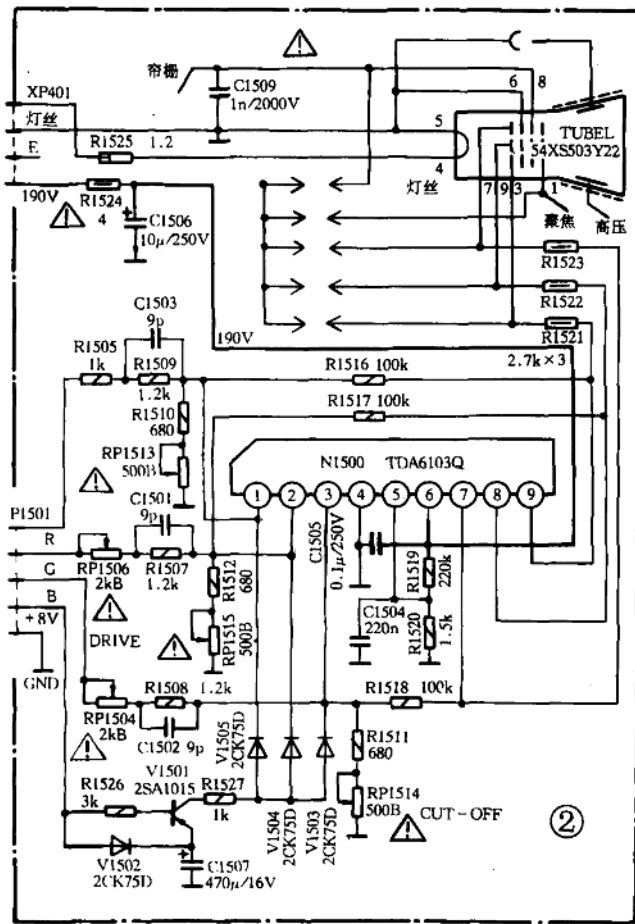 帘栅
C1509
1n/2000V
6
8
XP401
灯丝
E
R1525
1.2
5
4
TUBEL
54XS503Y22
190V
R1524
4
灯丝
7
9
3
1
聚焦
高压
C1506
10μ/250V
+
R1523
R1522
R1521
2.7k×3
C1503
9p
190V
R1505
1k
R1509
1.2k
R1516 100k
R1517 100k
R1510
680
RP1513
500B
N1500 TDA6103Q
1
2
3
4
5
6
7
8
9
P1501
C1501
9p
R
RP1506
2kB
R1507
1.2k
G
B
+8V
GND
DRIVE
R1512
680
RP1515
500B
C1505
0.1μ/250V
R1519
220k
C1504
220n
R1520
1.5k
RP1504
2kB
R1508
1.2k
C1502 9p
R1518
100k
R1511
680
RP1514
500B
CUT-OFF
V1505
2CK75D
V1504
2CK75D
V1503
2CK75D
R1526
3k
V1501
2SA1015
R1527
1k
V1502
2CK75D
+
C1507
470μ/16V
②